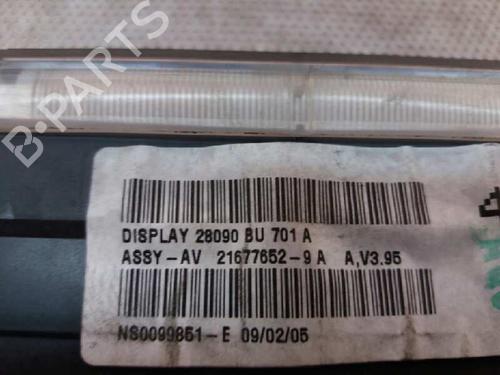 B-PARTS
DISPLAY 28090 BU 701 A
ASSY-AV 21677652-9 A A,V3.95
NS0099851-E 09/02/05